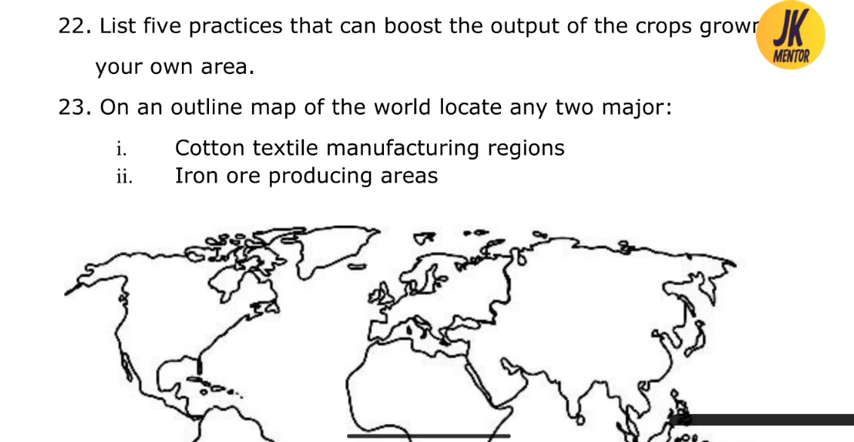 22. List five practices that can boost the output of the crops grown
your own area.
23. On an outline map of the world locate any two major:
i. Cotton textile manufacturing regions
ii. Iron ore producing areas
JK
MENTOR